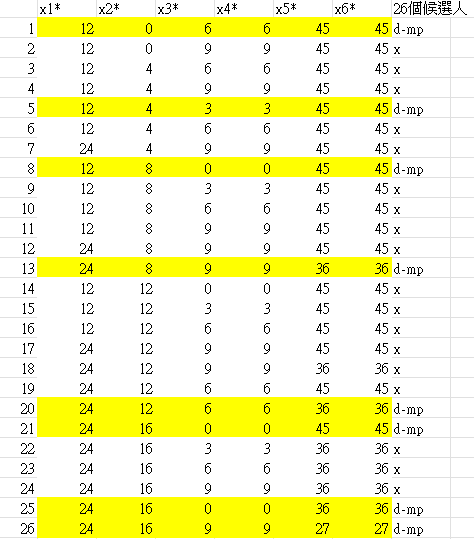 x1* x2* x3* x4* x5* x6* 26個候選人
1 12 0 6 6 45 45 d-mp
2 12 0 9 9 45 45 x
3 12 4 6 6 45 45 x
4 12 4 9 9 45 45 x
5 12 4 3 3 45 45 d-mp
6 12 4 6 6 45 45 x
7 24 4 9 9 45 45 x
8 12 8 0 0 45 45 d-mp
9 12 8 3 3 45 45 x
10 12 8 6 6 45 45 x
11 12 8 9 9 45 45 x
12 24 8 9 9 45 45 x
13 24 8 9 9 36 36 d-mp
14 12 12 0 0 45 45 x
15 12 12 3 3 45 45 x
16 12 12 6 6 45 45 x
17 24 12 9 9 45 45 x
18 24 12 9 9 36 36 x
19 24 12 6 6 45 45 x
20 24 12 6 6 36 36 d-mp
21 24 16 0 0 45 45 d-mp
22 24 16 3 3 36 36 x
23 24 16 6 6 36 36 x
24 24 16 9 9 36 36 x
25 24 16 0 0 36 36 d-mp
26 24 16 9 9 27 27 d-mp